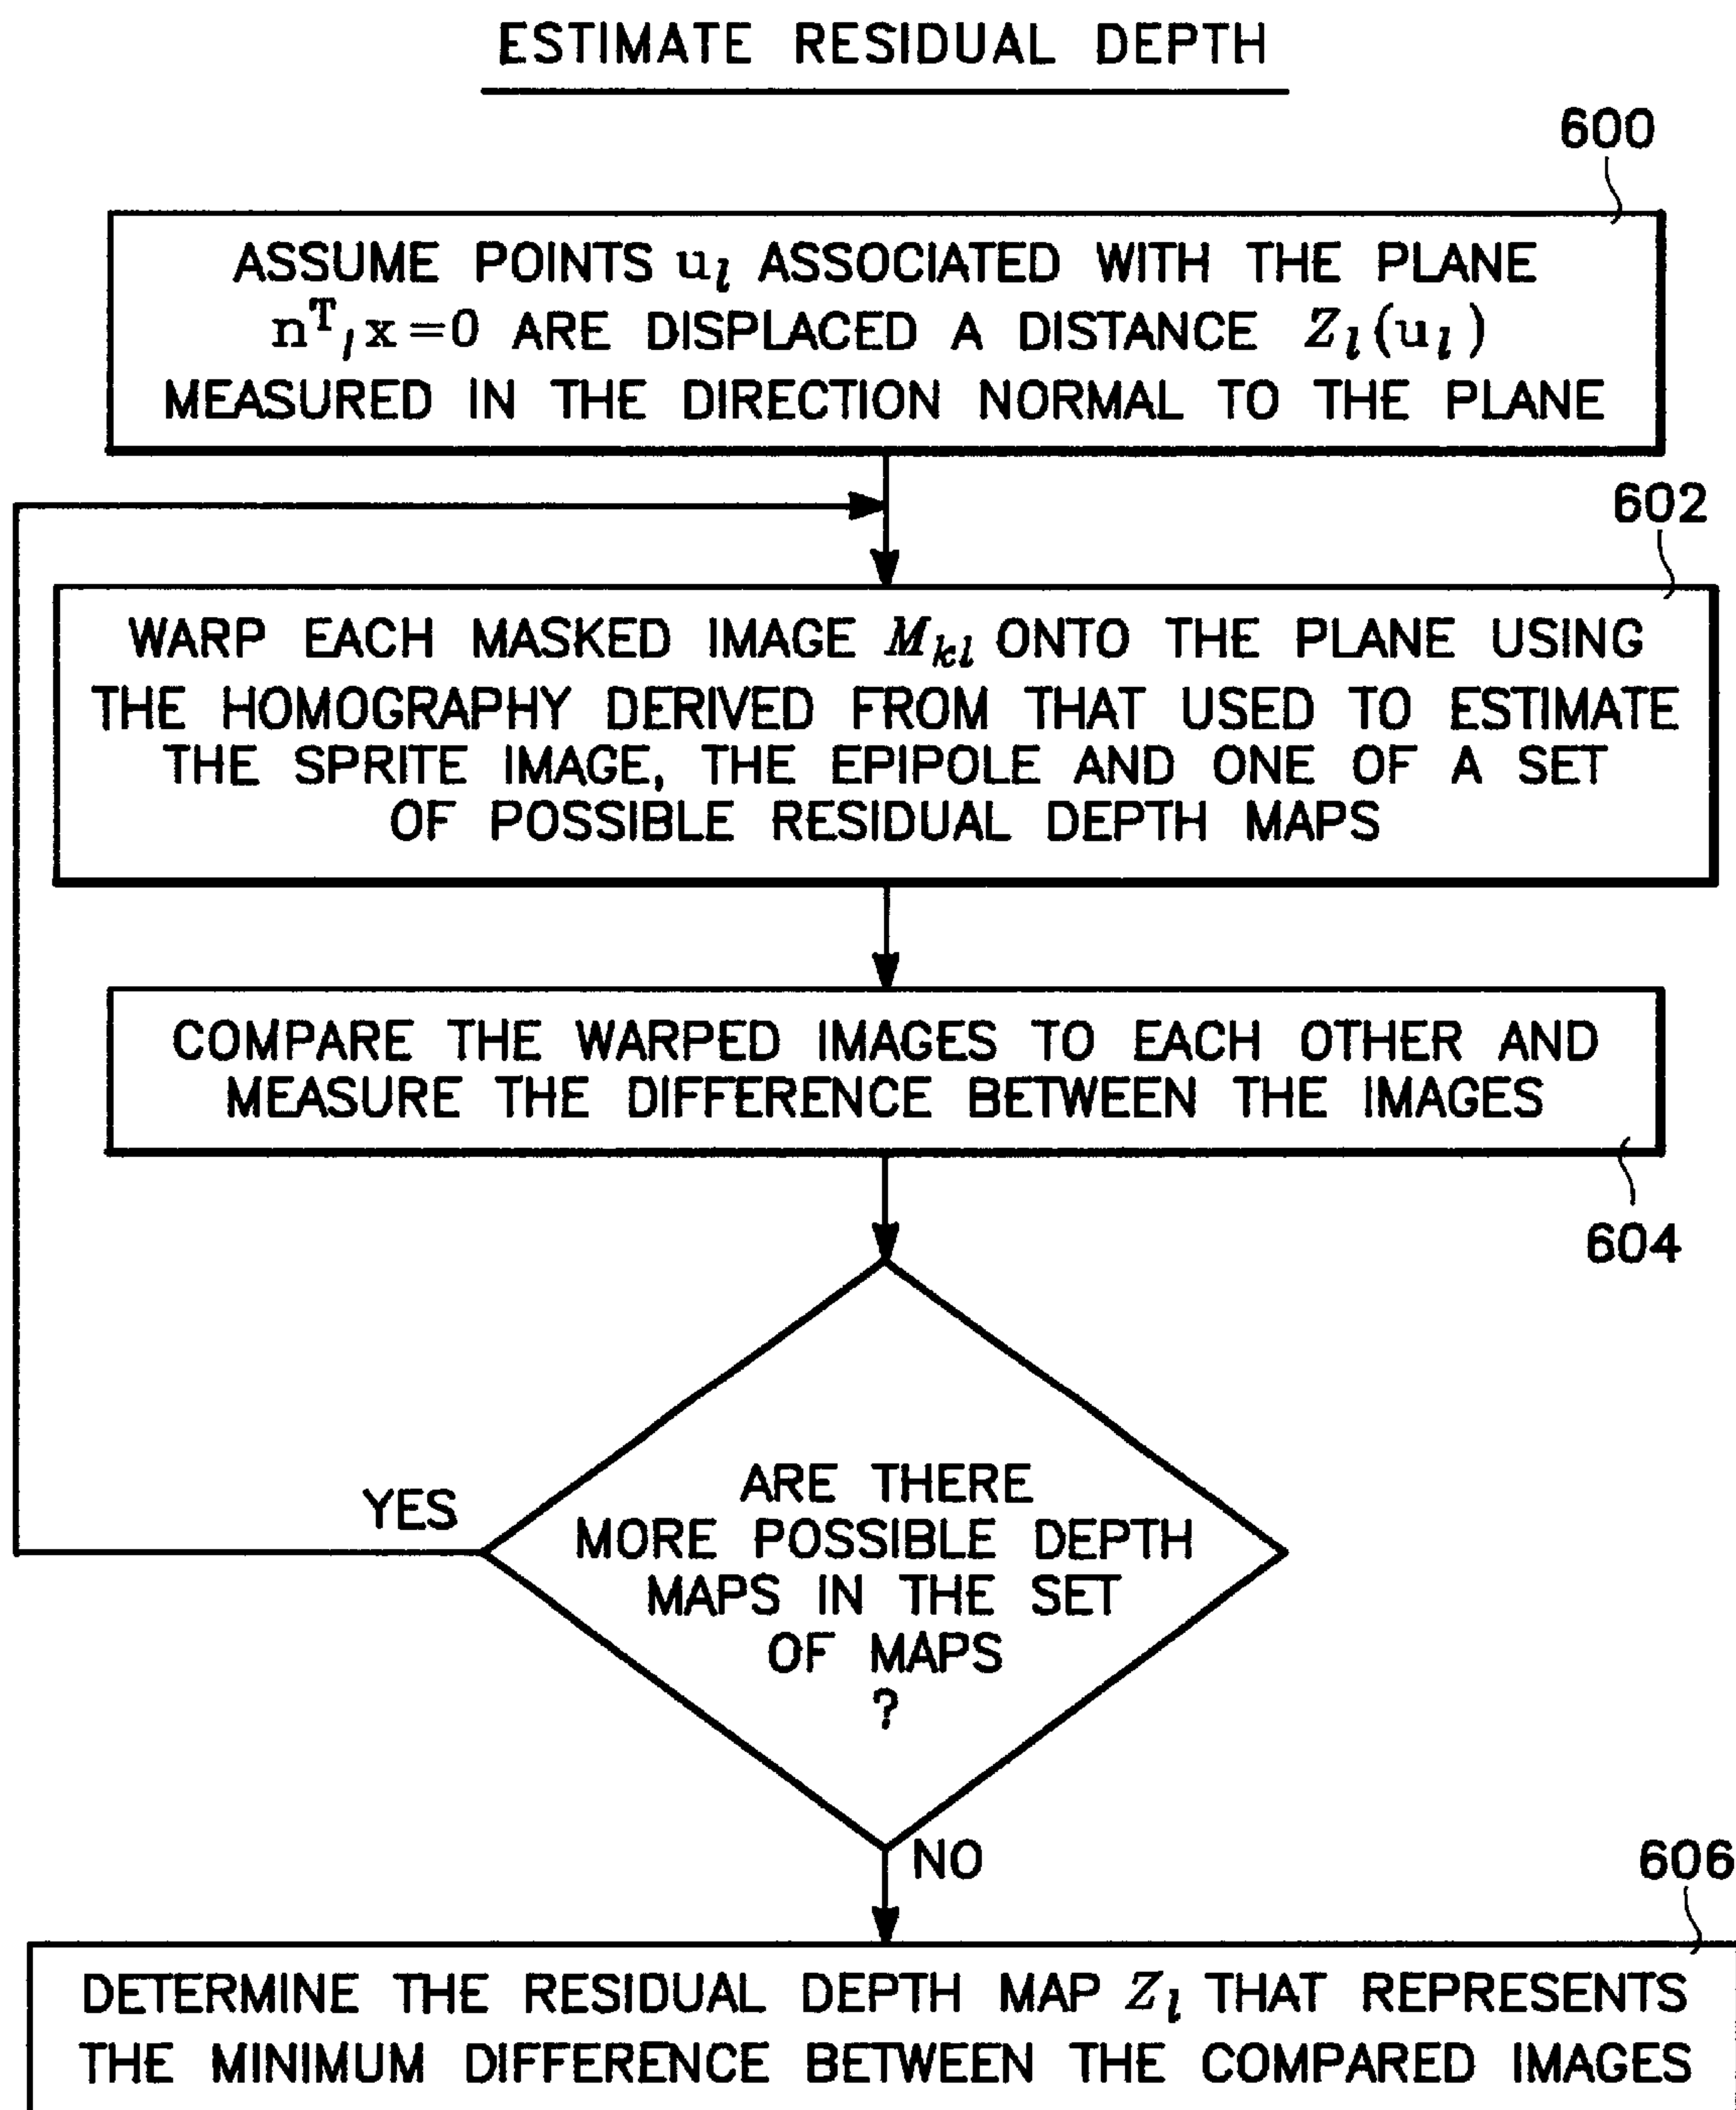 ESTIMATE RESIDUAL DEPTH
600
ASSUME POINTS u_l ASSOCIATED WITH THE PLANE
n^T_l x=0 ARE DISPLACED A DISTANCE Z_l(u_l)
MEASURED IN THE DIRECTION NORMAL TO THE PLANE
602
WARP EACH MASKED IMAGE M_kl ONTO THE PLANE USING
THE HOMOGRAPHY DERIVED FROM THAT USED TO ESTIMATE
THE SPRITE IMAGE, THE EPIPOLE AND ONE OF A SET
OF POSSIBLE RESIDUAL DEPTH MAPS
COMPARE THE WARPED IMAGES TO EACH OTHER AND
MEASURE THE DIFFERENCE BETWEEN THE IMAGES
604
YES
ARE THERE
MORE POSSIBLE DEPTH
MAPS IN THE SET
OF MAPS
?
NO
606
DETERMINE THE RESIDUAL DEPTH MAP Z_l THAT REPRESENTS
THE MINIMUM DIFFERENCE BETWEEN THE COMPARED IMAGES